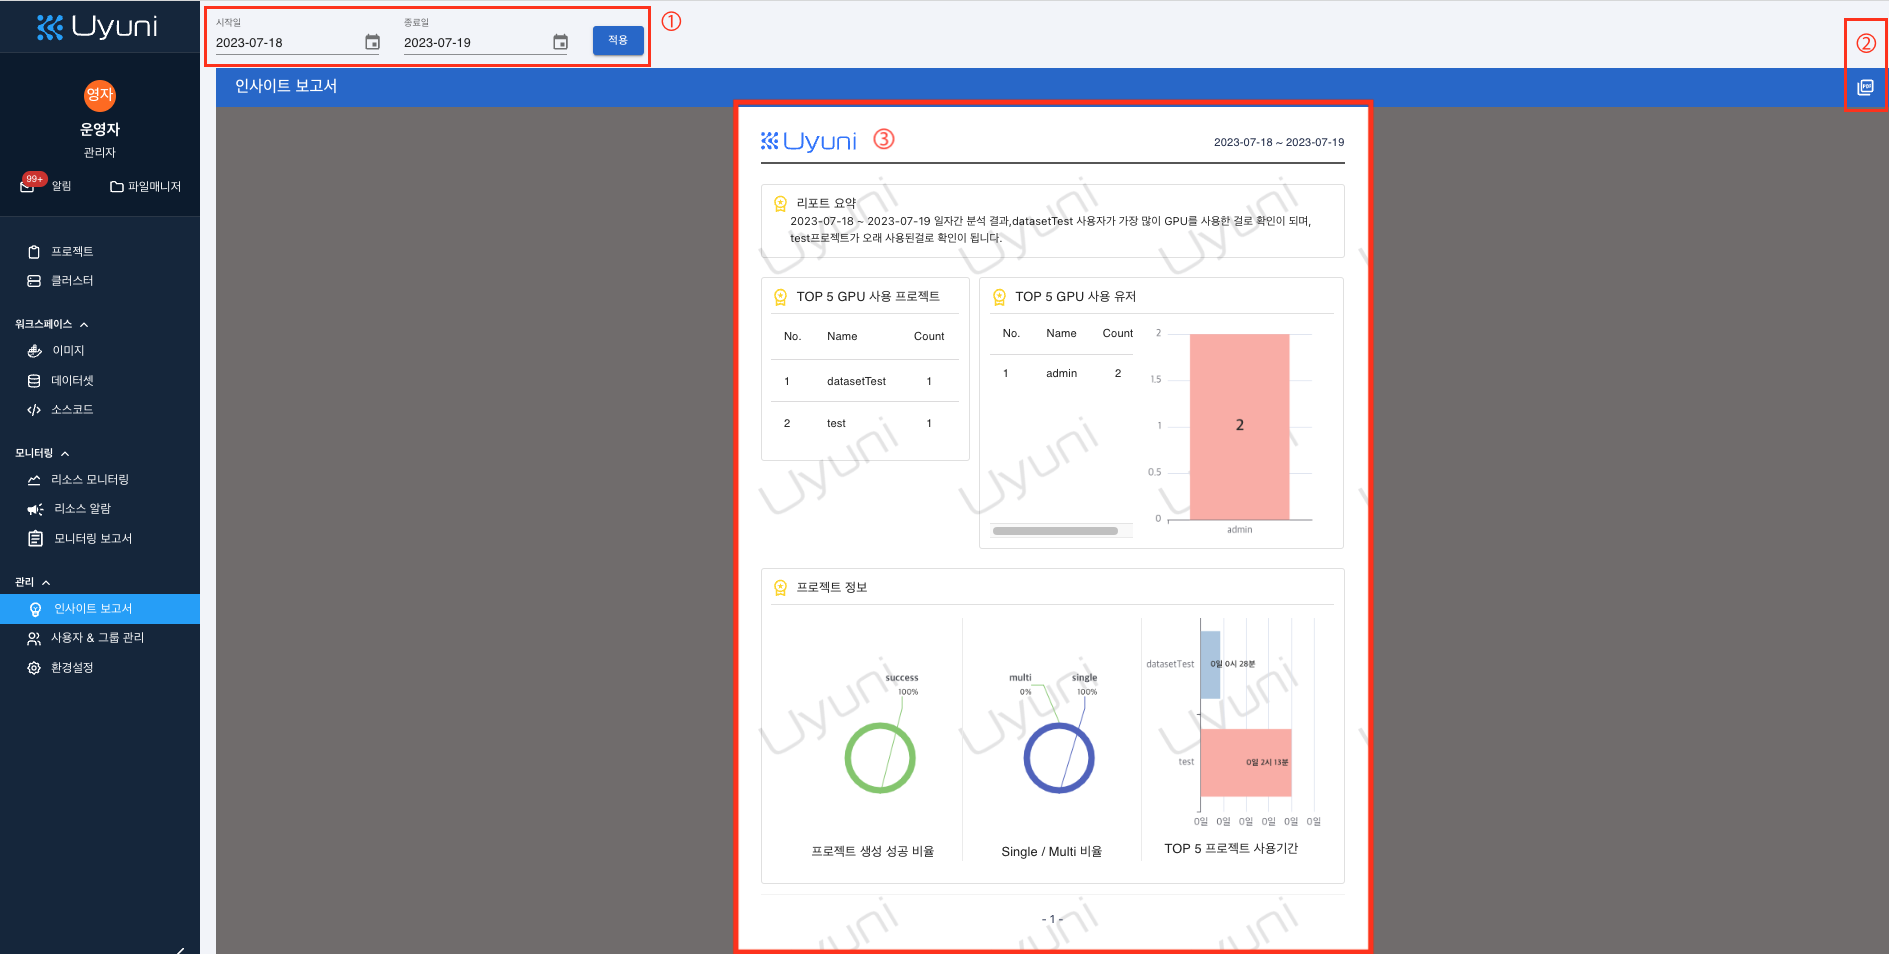 Uyuni
영자
운영자
관리자
99+
알림
파일매니저
프로젝트
클러스터
워크스페이스
이미지
데이터셋
소스코드
모니터링
리소스 모니터링
리소스 알람
모니터링 보고서
관리
인사이트 보고서
사용자 & 그룹 관리
환경설정
시작일
종료일
2023-07-18
2023-07-19
적용
①
②
인사이트 보고서
PDF
Uyuni
③
2023-07-18 ~ 2023-07-19
리포트 요약
2023-07-18 ~ 2023-07-19 일자간 분석 결과,datasetTest 사용자가 가장 많이 GPU를 사용한 걸로 확인이 되며,
test프로젝트가 오래 사용된걸로 확인이 됩니다.
TOP 5 GPU 사용 프로젝트
No. Name Count
1 datasetTest 1
2 test 1
TOP 5 GPU 사용 유저
No. Name Count
1 admin 2
2
1.5
1
0.5
0
2
admin
프로젝트 정보
success
100%
프로젝트 생성 성공 비율
multi
0%
single
100%
Single / Multi 비율
datasetTest
0일 0시 28분
test
0일 2시 13분
0일 0일 0일 0일 0일 0일
TOP 5 프로젝트 사용기간
- 1 -
Uyuni Uyuni Uyuni
Uyuni Uyuni Uyuni
Uyuni Uyuni Uyuni
Uyuni Uyuni Uyuni